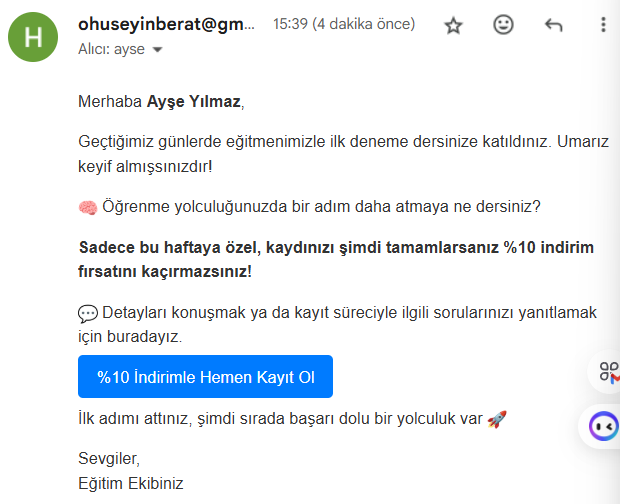 H
ohuseyinberat@gm...
15:39 (4 dakika önce)
Alıcı: ayse
Merhaba Ayşe Yılmaz,
Geçtiğimiz günlerde eğitmenimizle ilk deneme dersinize katıldınız. Umarız
keyif almışsınızdır!
🧠 Öğrenme yolculuğunuzda bir adım daha atmaya ne dersiniz?
Sadece bu haftaya özel, kaydınızı şimdi tamamlarsanız %10 indirim
fırsatını kaçırmazsınız!
💬 Detayları konuşmak ya da kayıt süreciyle ilgili sorularınızı yanıtlamak
için buradayız.
%10 İndirimle Hemen Kayıt Ol
İlk adımı attınız, şimdi sırada başarı dolu bir yolculuk var 🚀
Sevgiler,
Eğitim Ekibiniz